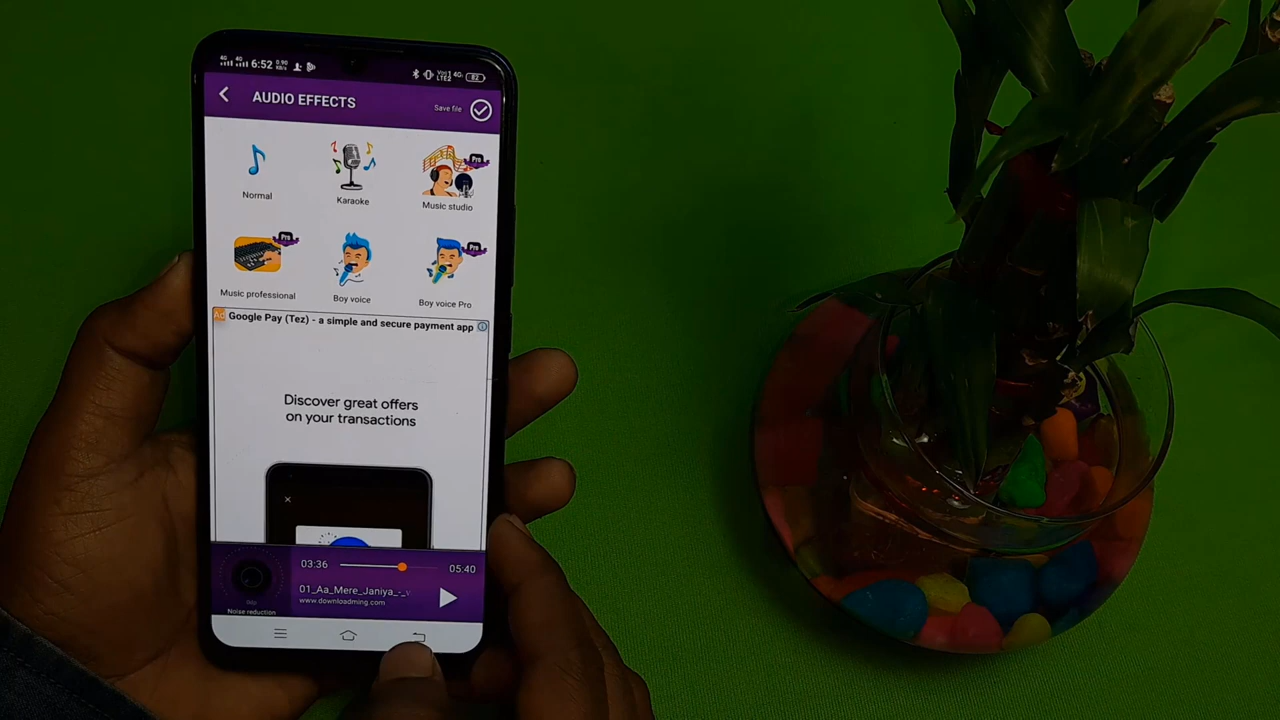 6:52
82
AUDIO EFFECTS
Save file
Normal
Karaoke
Pro
Music studio
Pro
Music professional
Boy voice
Pro
Boy voice Pro
Ad
Google Pay (Tez) - a simple and secure payment app
Discover great offers
on your transactions
03:36
05:40
01_Aa_Mere_Janiya_-_
www.downloadming.com
Noise reduction